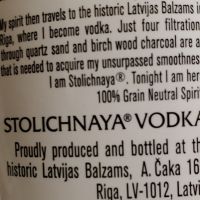 My spirit then travels to the historic Latvijas Balzams in
Riga, where I become vodka. Just four filtration
through quartz sand and birch wood charcoal are a
that is needed to acquire my unsurpassed smoothness
I am Stolichnaya®. Tonight I am her
100% Grain Neutral Spiri
STOLICHNAYA® VODKA
Proudly produced and bottled at th
historic Latvijas Balzams, A. Čaka 16
Riga, LV-1012, Latvi